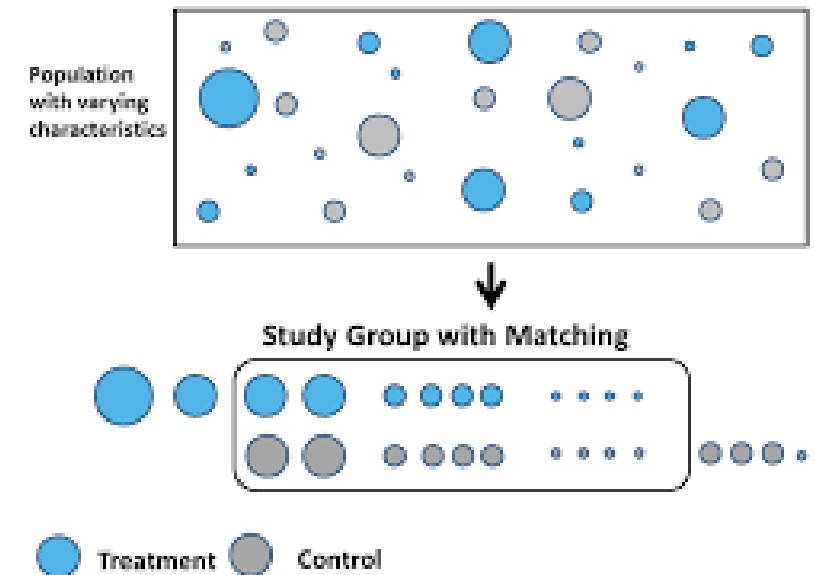 Population
with varying
characteristics
Study Group with Matching
Treatment
Control